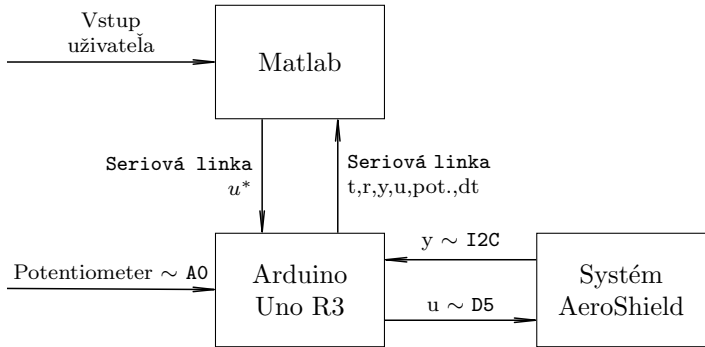 Vstup
užívateľa
Matlab
Seriová linka
u*
Seriová linka
t,r,y,u,pot.,dt
Potentiometer ∼ A0
Arduino
Uno R3
y ∼ I2C
u ∼ D5
Systém
AeroShield